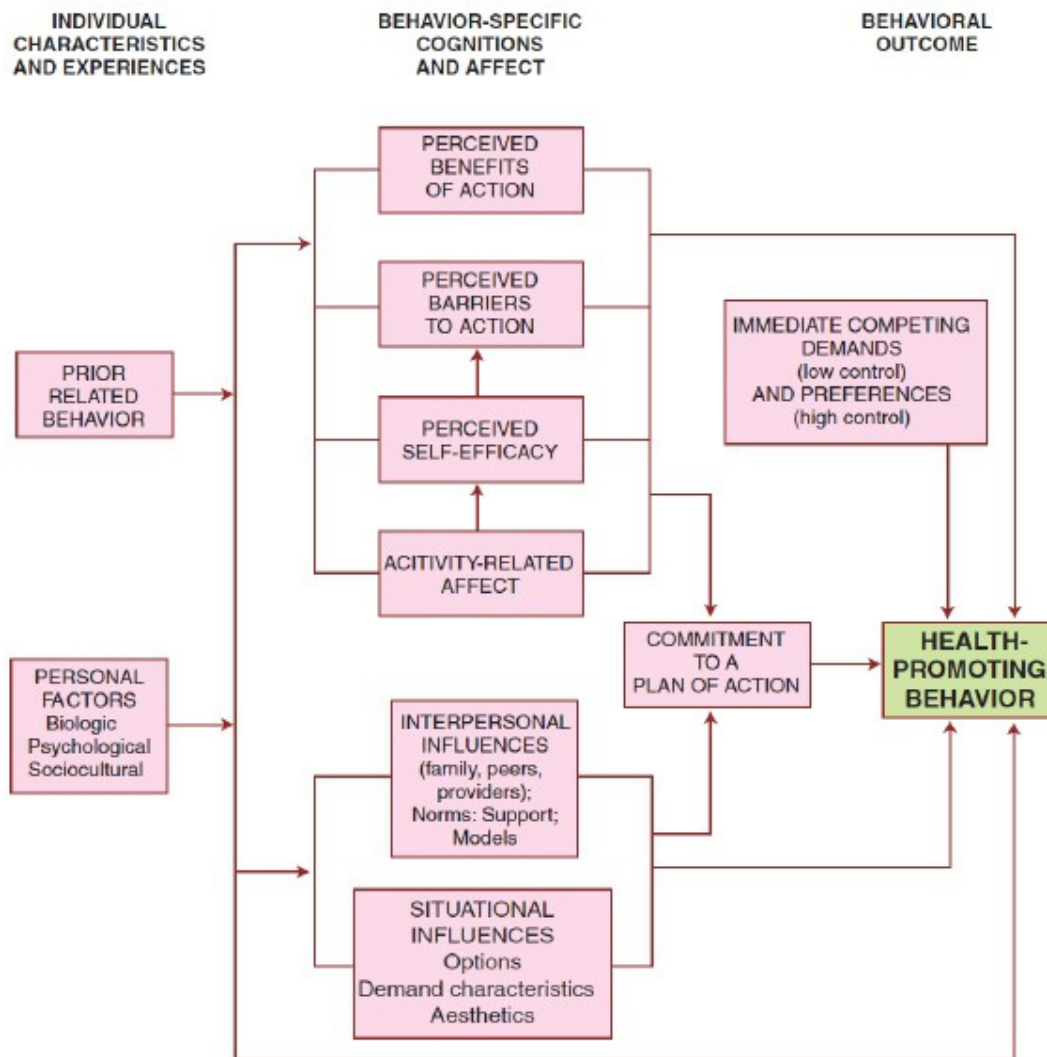 INDIVIDUAL
CHARACTERISTICS
AND EXPERIENCES
BEHAVIOR-SPECIFIC
COGNITIONS
AND AFFECT
BEHAVIORAL
OUTCOME
PERCEIVED
BENEFITS
OF ACTION
PERCEIVED
BARRIERS
TO ACTION
IMMEDIATE COMPETING
DEMANDS
(low control)
AND PREFERENCES
(high control)
PRIOR
RELATED
BEHAVIOR
PERCEIVED
SELF-EFFICACY
ACITIVITY-RELATED
AFFECT
COMMITMENT
TO A
PLAN OF ACTION
HEALTH-
PROMOTING
BEHAVIOR
PERSONAL
FACTORS
Biologic
Psychological
Sociocultural
INTERPERSONAL
INFLUENCES
(family, peers,
providers);
Norms: Support;
Models
SITUATIONAL
INFLUENCES
Options
Demand characteristics
Aesthetics